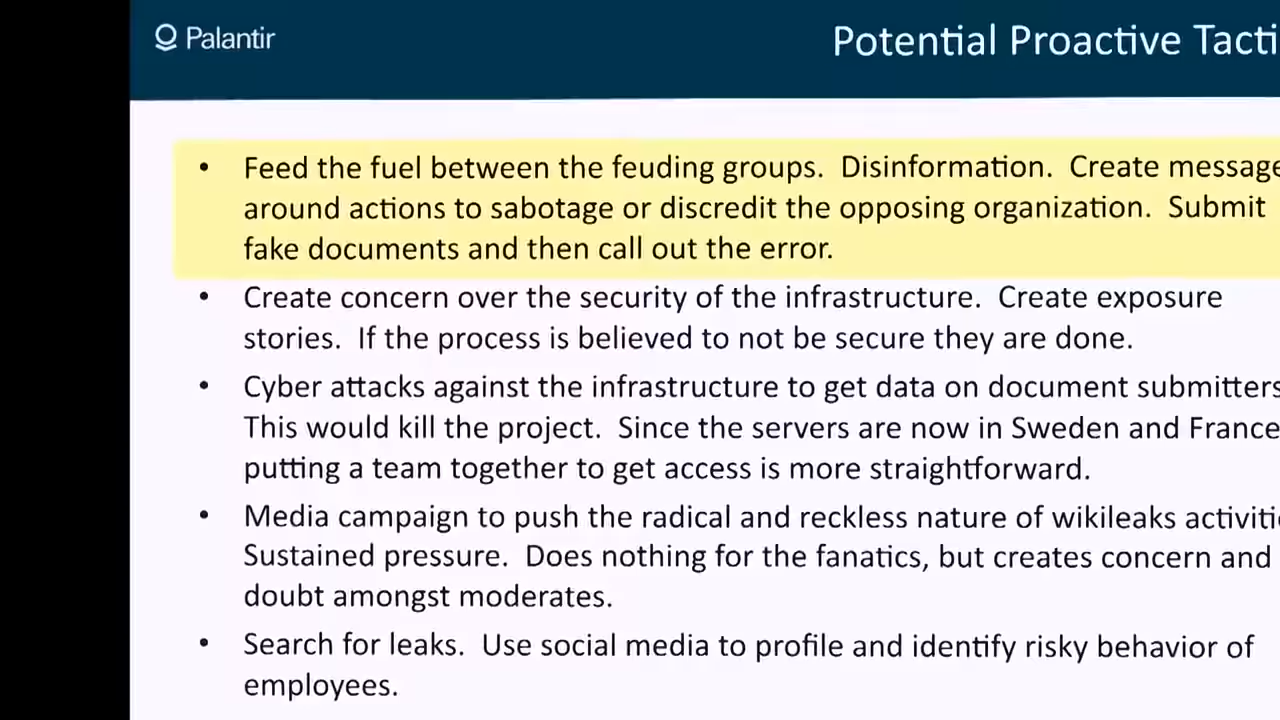 Palantir
Potential Proactive Tacti
• Feed the fuel between the feuding groups.  Disinformation.  Create message
around actions to sabotage or discredit the opposing organization.  Submit
fake documents and then call out the error.
• Create concern over the security of the infrastructure.  Create exposure
stories.  If the process is believed to not be secure they are done.
• Cyber attacks against the infrastructure to get data on document submitters
This would kill the project.  Since the servers are now in Sweden and France
putting a team together to get access is more straightforward.
• Media campaign to push the radical and reckless nature of wikileaks activiti
Sustained pressure.  Does nothing for the fanatics, but creates concern and
doubt amongst moderates.
• Search for leaks.  Use social media to profile and identify risky behavior of
employees.